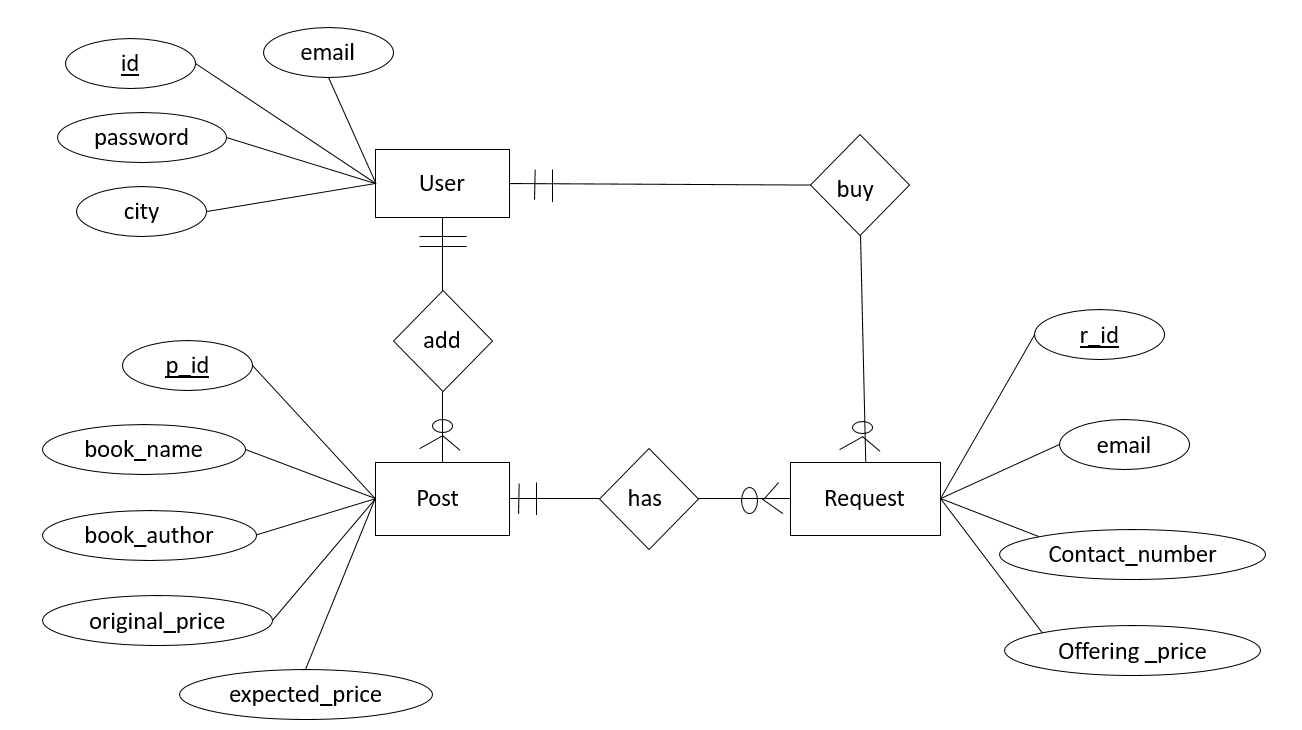 email
id
password
User
buy
city
add
r_id
p_id
book_name
email
Post
has
Request
book_author
Contact_number
original_price
Offering _price
expected_price